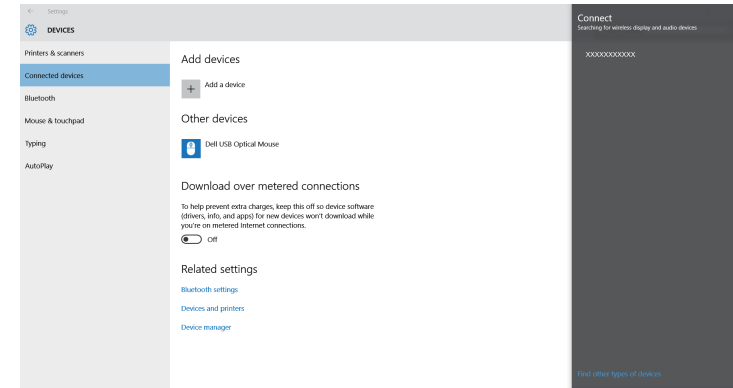 Settings
DEVICES
Printers & scanners
Connected devices
Bluetooth
Mouse & touchpad
Typing
AutoPlay
Add devices
Add a device
Other devices
Dell USB Optical Mouse
Download over metered connections
To help prevent extra charges, keep this off so device software
(drivers, info, and apps) for new devices won't download while
you're on metered Internet connections.
Off
Related settings
Bluetooth settings
Devices and printers
Device manager
Connect
Searching for wireless display and audio devices
XXXXXXXXXXX
Find other types of devices